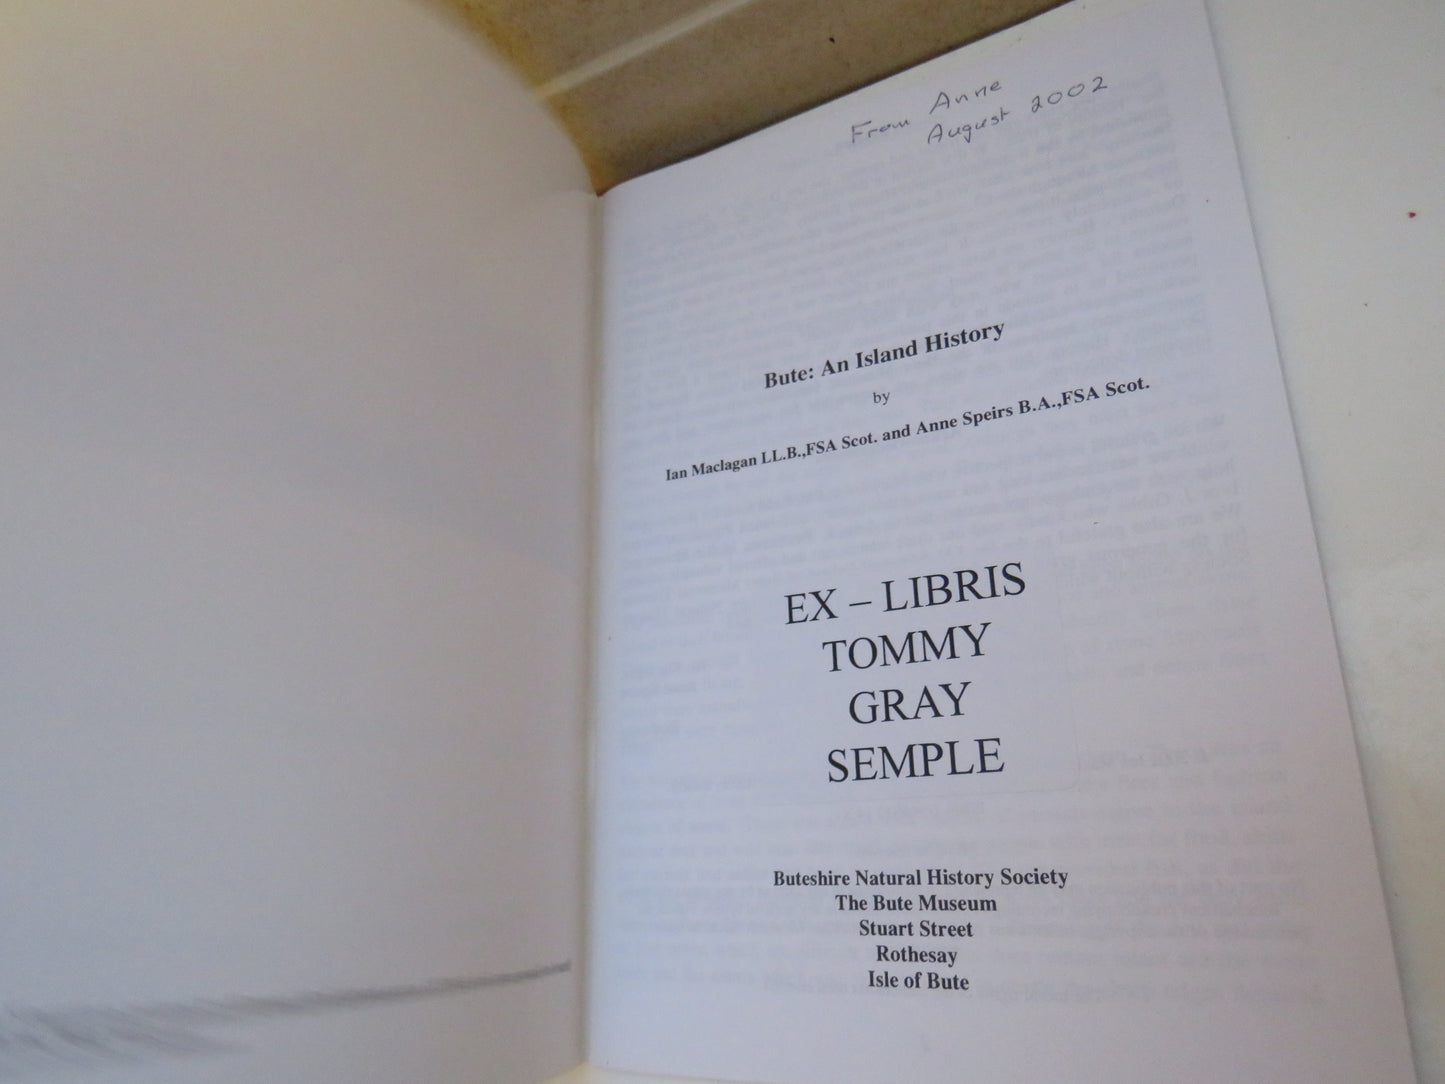 From Anne
August 2002
Bute: An Island History
by
Ian Maclagan LL.B.,FSA Scot. and Anne Speirs B.A.,FSA Scot.
EX – LIBRIS
TOMMY
GRAY
SEMPLE
Buteshire Natural History Society
The Bute Museum
Stuart Street
Rothesay
Isle of Bute